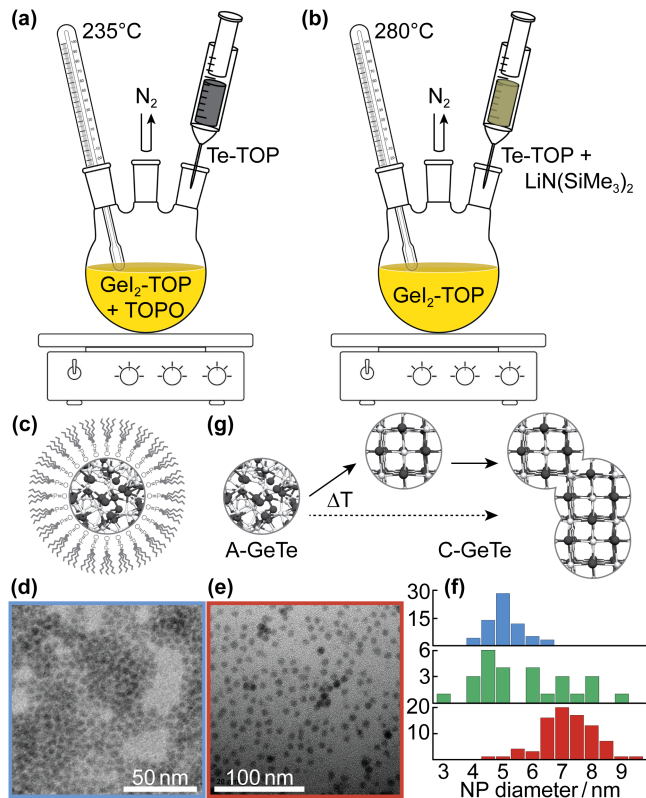 (a)
235°C
N₂
Te-TOP
GeI₂-TOP
+ TOPO
(b)
280°C
N₂
Te-TOP +
LiN(SiMe₃)₂
GeI₂-TOP
(c)
(g)
ΔT
A-GeTe
C-GeTe
(d)
50 nm
(e)
100 nm
(f)
30
15
6
3
20
10
3 4 5 6 7 8 9
NP diameter / nm